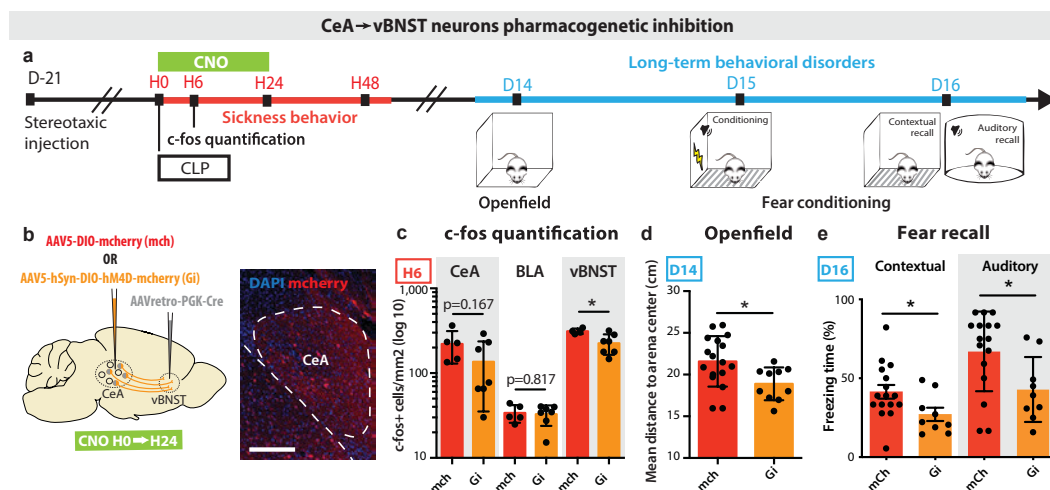 CeA→vBNST neurons pharmacogenetic inhibition
a
CNO
Long-term behavioral disorders
D-21
H0
H6
H24
H48
D14
D15
D16
Stereotaxic
injection
Sickness behavior
c-fos quantification
CLP
Conditioning
Contextual
recall
Auditory
recall
Openfield
Fear conditioning
b
AAV5-DIO-mcherry (mch)
OR
AAV5-hSyn-DIO-hM4D-mcherry (Gi)
AAVretro-PGK-Cre
CeA
vBNST
CNO H0➡H24
DAPI mcherry
CeA
c
c-fos quantification
H6
CeA
BLA
vBNST
c-fos+ cells/mm2 (log 10)
1,000
100
10
p=0.167
p=0.817
*
mch
Gi
mch
Gi
mch
Gi
d
Openfield
D14
Mean distance to arena center (cm)
30
25
20
15
10
*
mch
Gi
e
Fear recall
D16
Contextual
Auditory
Freezing time (%)
100
50
0
*
*
mch
Gi
mch
Gi